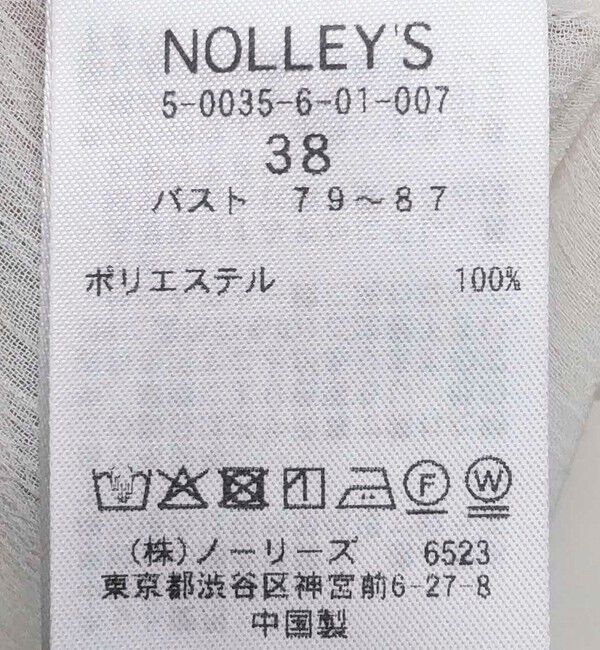 NOLLEY'S
5-0035-6-01-007
38
バスト 79～87
ポリエステル 100%
F W
(株)ノーリーズ 6523
東京都渋谷区神宮前6-27-8
中国製